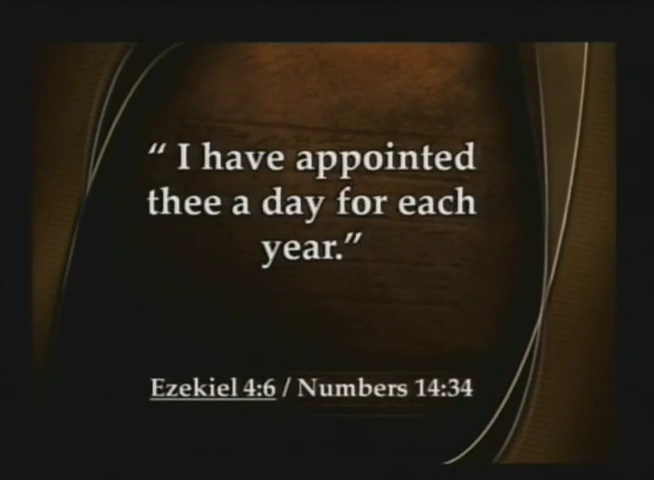 “ I have appointed
thee a day for each
year.”
Ezekiel 4:6 / Numbers 14:34